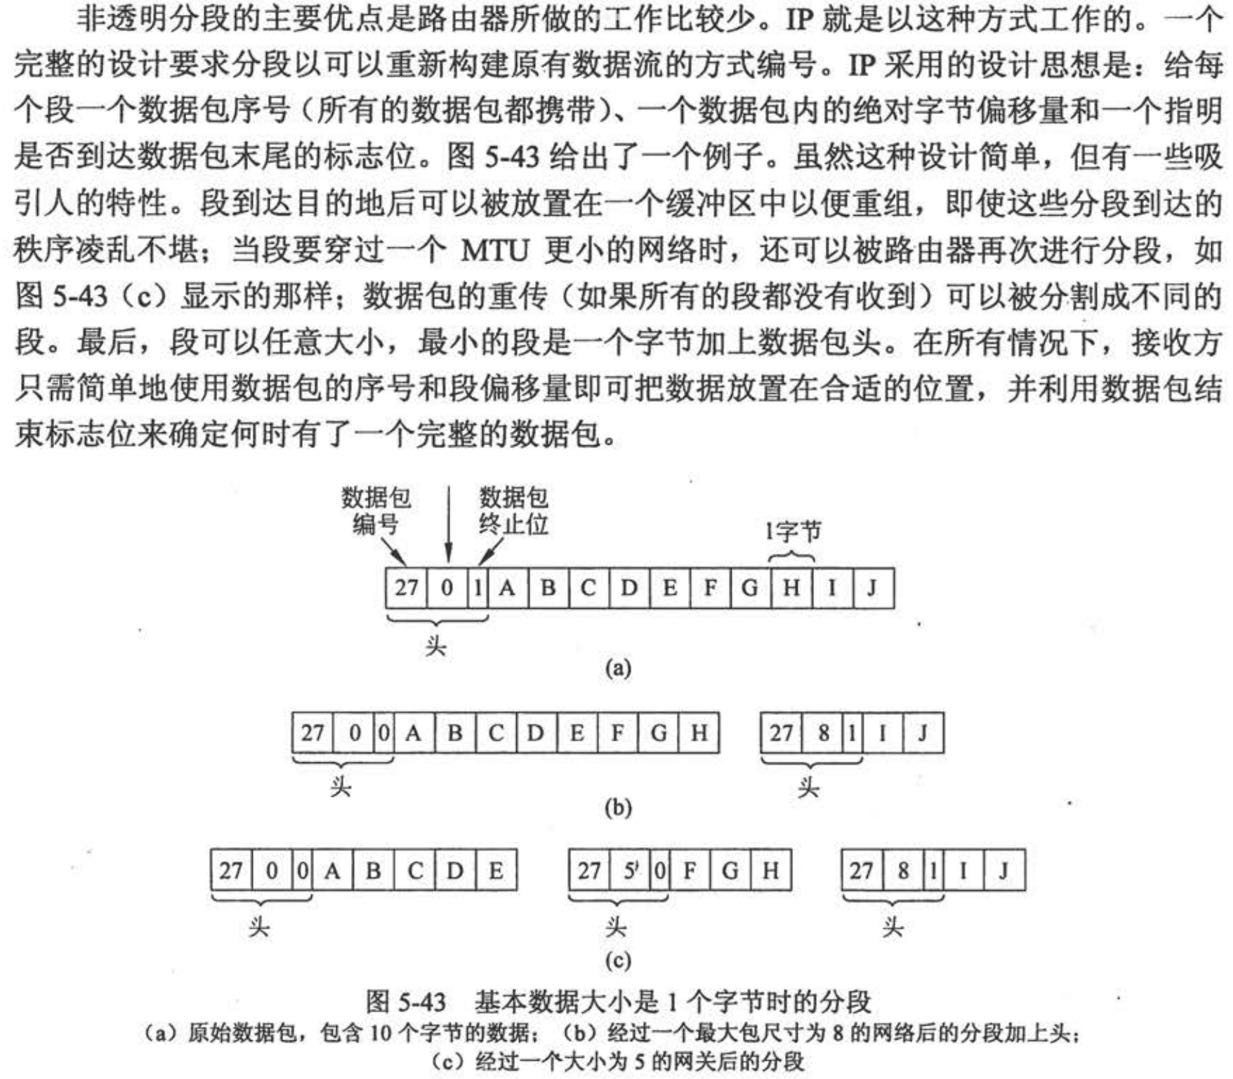 非透明分段的主要优点是路由器所做的工作比较少。IP 就是以这种方式工作的。一个
完整的设计要求分段以可以重新构建原有数据流的方式编号。IP 采用的设计思想是：给每
个段一个数据包序号（所有的数据包都携带）、一个数据包内的绝对字节偏移量和一个指明
是否到达数据包末尾的标志位。图 5-43 给出了一个例子。虽然这种设计简单，但有一些吸
引人的特性。段到达目的地后可以被放置在一个缓冲区中以便重组，即使这些分段到达的
秩序凌乱不堪；当段要穿过一个 MTU 更小的网络时，还可以被路由器再次进行分段，如
图 5-43（c）显示的那样；数据包的重传（如果所有的段都没有收到）可以被分割成不同的
段。最后，段可以任意大小，最小的段是一个字节加上数据包头。在所有情况下，接收方
只需简单地使用数据包的序号和段偏移量即可把数据放置在合适的位置，并利用数据包结
束标志位来确定何时有了一个完整的数据包。
数据包 数据包
编号 终止位
1字节
27 0 1 A B C D E F G H I J
头
(a)
27 0 0 A B C D E F G H 27 8 1 I J
头 头
(b)
27 0 0 A B C D E 27 5 0 F G H 27 8 1 I J
头 头 头
(c)
图 5-43 基本数据大小是 1 个字节时的分段
（a）原始数据包，包含 10 个字节的数据；（b）经过一个最大包尺寸为 8 的网络后的分段加上头；
（c）经过一个大小为 5 的网关后的分段